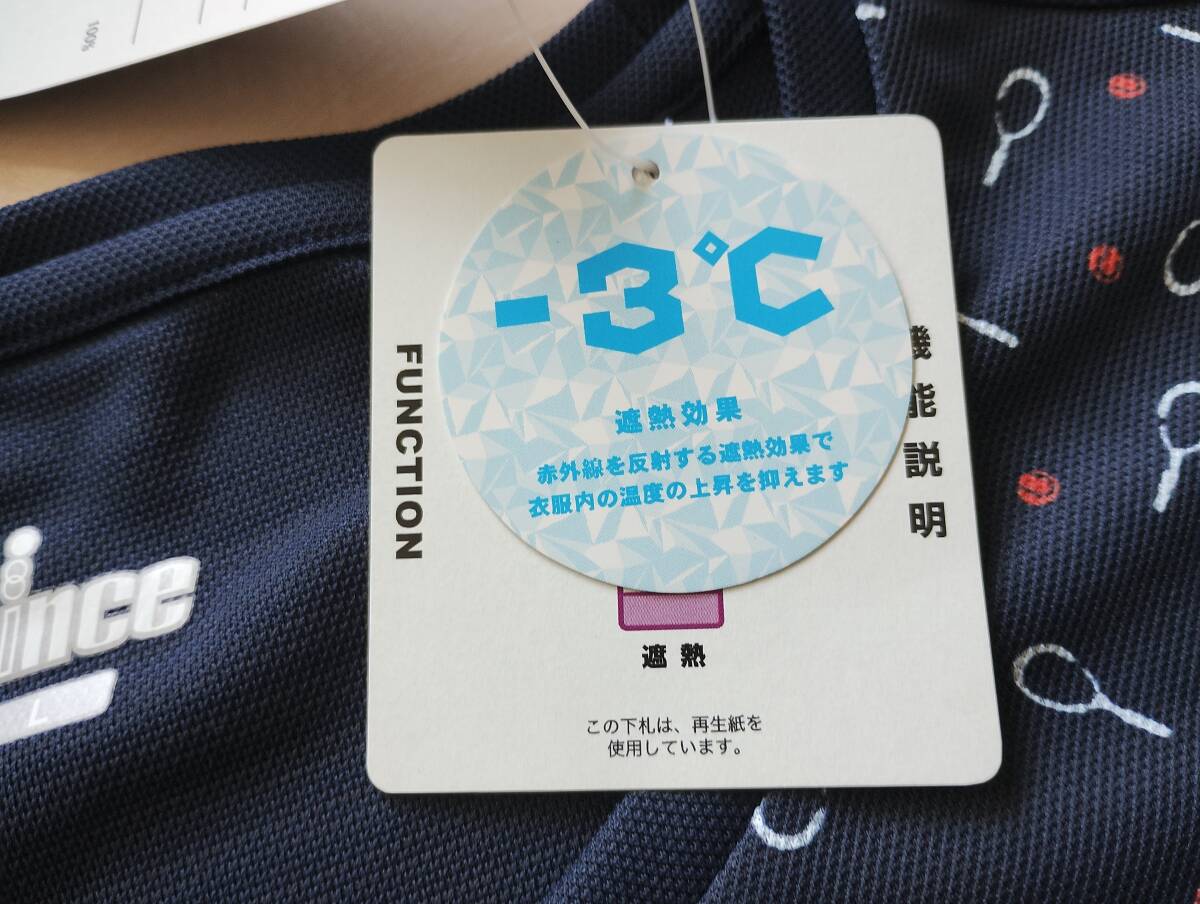 100%
-3℃
遮熱効果
赤外線を反射する遮熱効果で
衣服内の温度の上昇を抑えます
FUNCTION
機能説明
遮熱
この下札は、再生紙を
使用しています。
ince
L